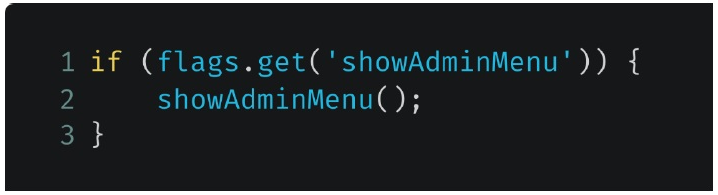 1 if (flags.get('showAdminMenu')) {
2     showAdminMenu();
3 }